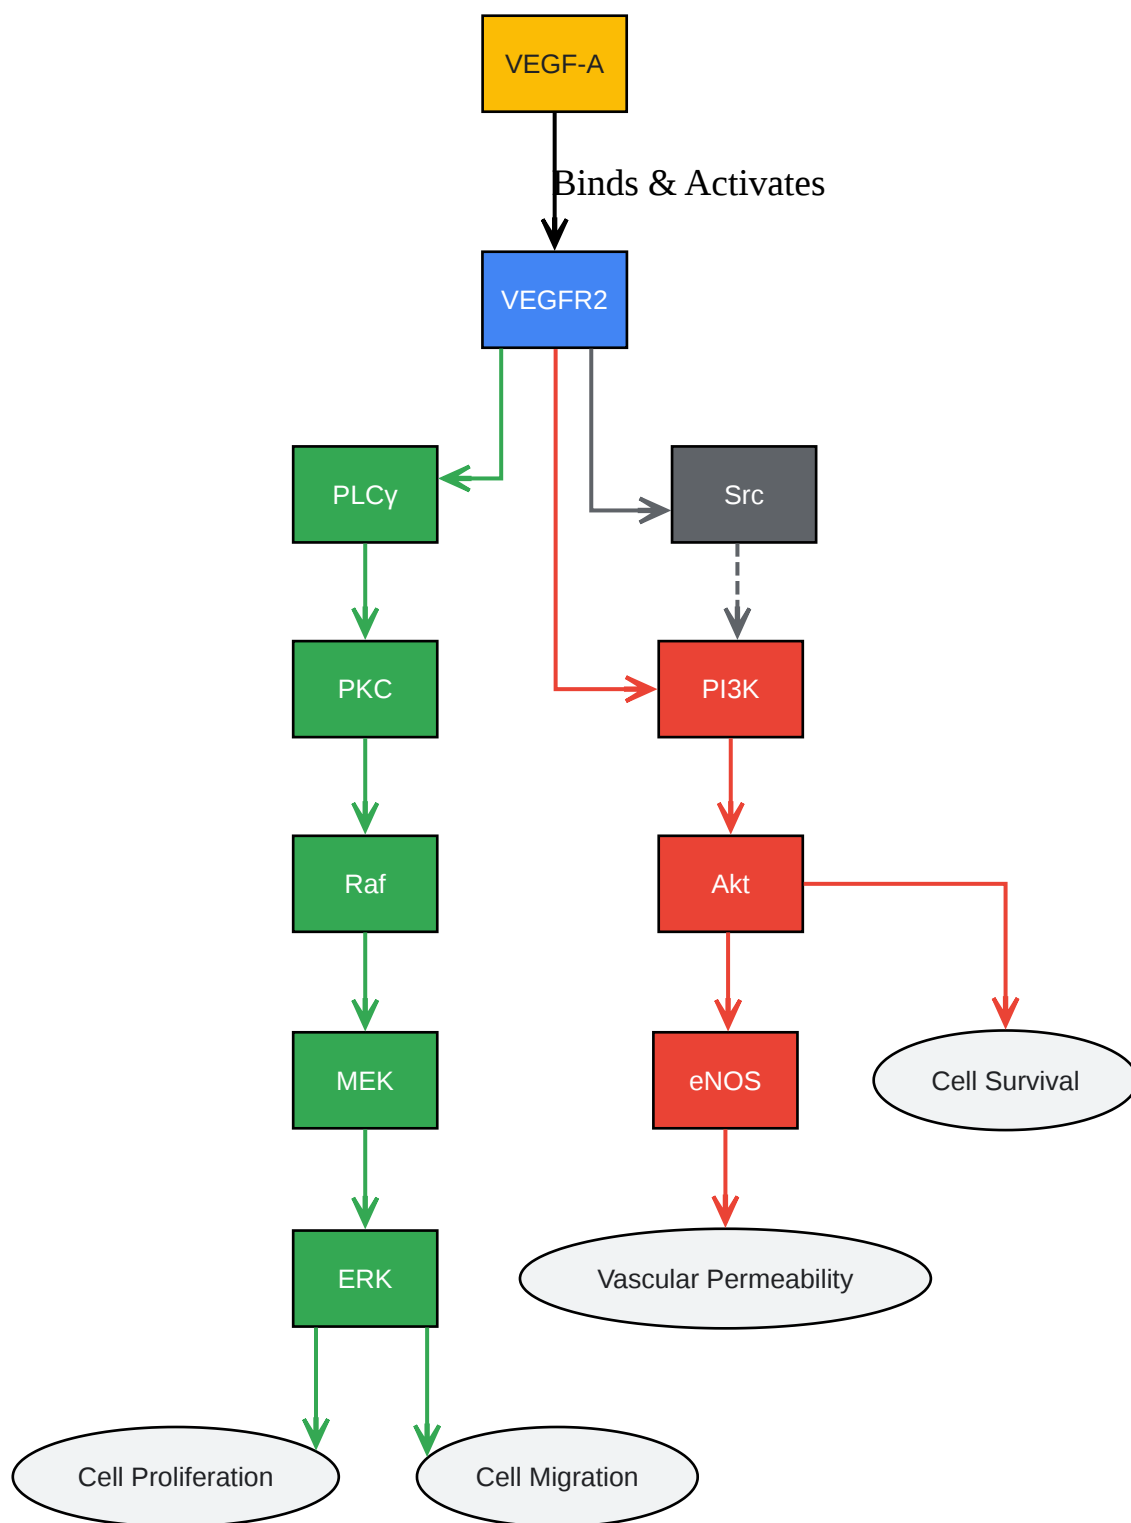 VEGF-A
Binds & Activates
VEGFR2
PLCγ
Src
PKC
PI3K
Raf
Akt
MEK
eNOS
Cell Survival
ERK
Vascular Permeability
Cell Proliferation
Cell Migration